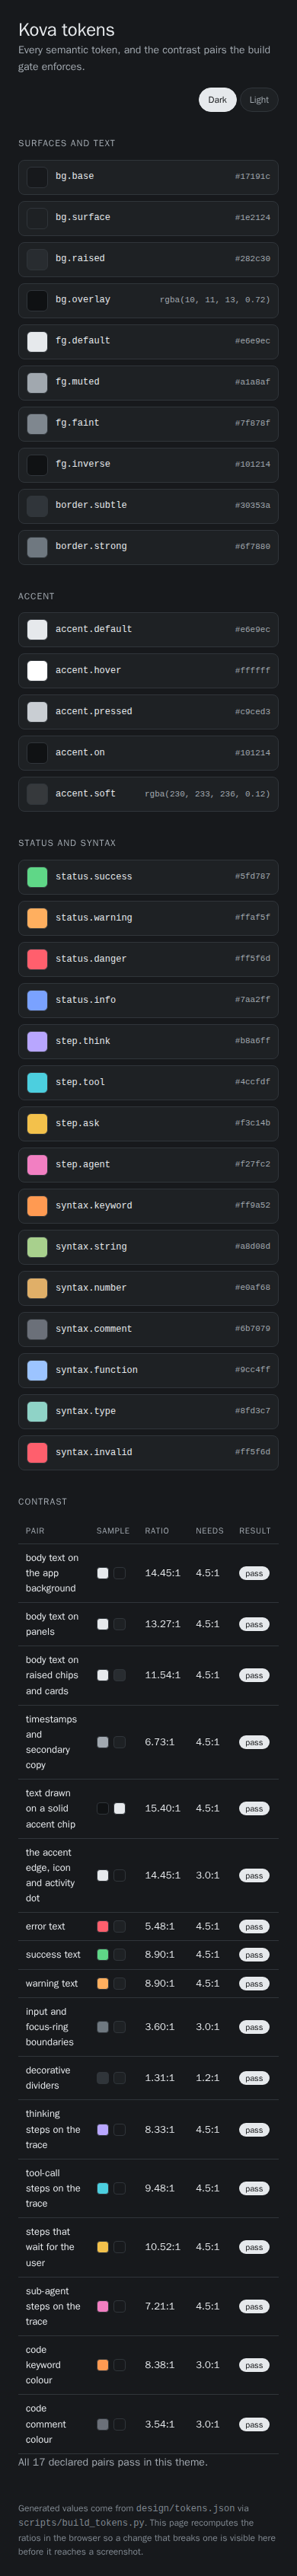 Kova tokens
Every semantic token, and the contrast pairs the build
gate enforces.
Dark Light
SURFACES AND TEXT
bg.base #17191c
bg.surface #1e2124
bg.raised #282c30
bg.overlay rgba(10, 11, 13, 0.72)
fg.default #e6e9ec
fg.muted #a1a8af
fg.faint #7f878f
fg.inverse #101214
border.subtle #30353a
border.strong #6f7880
ACCENT
accent.default #e6e9ec
accent.hover #ffffff
accent.pressed #c9ced3
accent.on #101214
accent.soft rgba(230, 233, 236, 0.12)
STATUS AND SYNTAX
status.success #5fd787
status.warning #ffaf5f
status.danger #ff5f6d
status.info #7aa2ff
step.think #b8a6ff
step.tool #4ccfdf
step.ask #f3c14b
step.agent #f27fc2
syntax.keyword #ff9a52
syntax.string #a8d08d
syntax.number #e0af68
syntax.comment #6b7079
syntax.function #9cc4ff
syntax.type #8fd3c7
syntax.invalid #ff5f6d
CONTRAST
PAIR SAMPLE RATIO NEEDS RESULT
body text on
the app
background
14.45:1 4.5:1 pass
body text on
panels
13.27:1 4.5:1 pass
body text on
raised chips
and cards
11.54:1 4.5:1 pass
timestamps
and
secondary
copy
6.73:1 4.5:1 pass
text drawn
on a solid
accent chip
15.40:1 4.5:1 pass
the accent
edge, icon
and activity
dot
14.45:1 3.0:1 pass
error text 5.48:1 4.5:1 pass
success text 8.90:1 4.5:1 pass
warning text 8.90:1 4.5:1 pass
input and
focus-ring
boundaries
3.60:1 3.0:1 pass
decorative
dividers
1.31:1 1.2:1 pass
thinking
steps on the
trace
8.33:1 4.5:1 pass
tool-call
steps on the
trace
9.48:1 4.5:1 pass
steps that
wait for the
user
10.52:1 4.5:1 pass
sub-agent
steps on the
trace
7.21:1 4.5:1 pass
code
keyword
colour
8.38:1 3.0:1 pass
code
comment
colour
3.54:1 3.0:1 pass
All 17 declared pairs pass in this theme.
Generated values come from design/tokens.json via
scripts/build_tokens.py. This page recomputes the
ratios in the browser so a change that breaks one is visible here
before it reaches a screenshot.